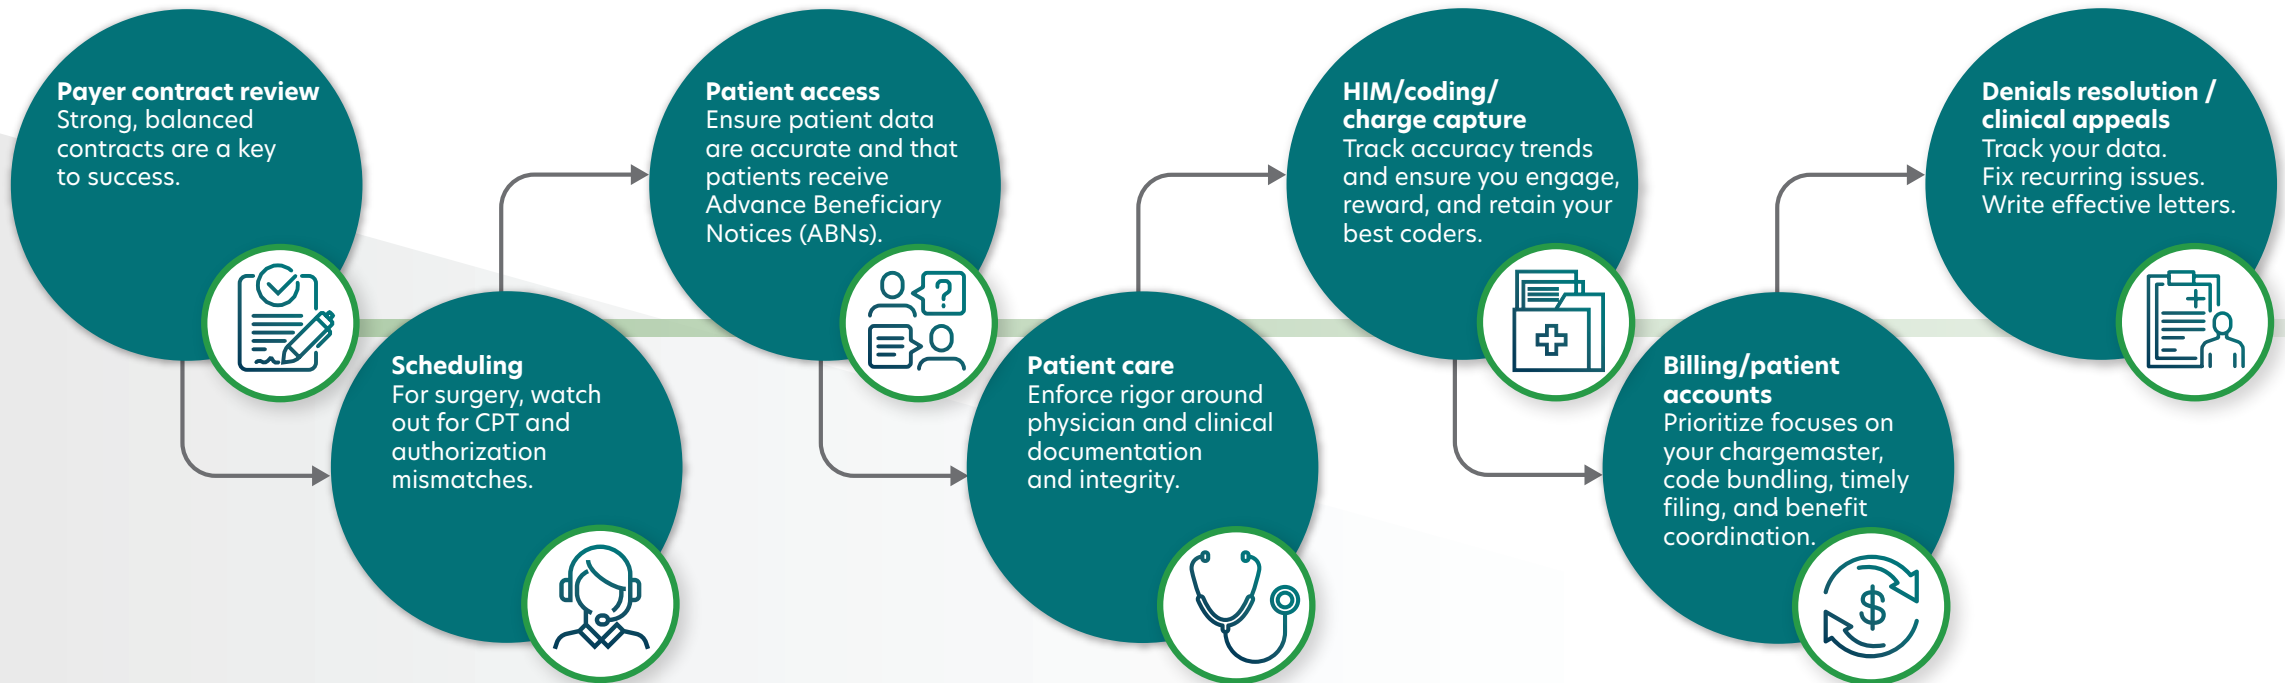 Payer contract review
Strong, balanced
contracts are a key
to success.
Scheduling
For surgery, watch
out for CPT and
authorization
mismatches.
Patient access
Ensure patient data
are accurate and that
patients receive
Advance Beneficiary
Notices (ABNs).
?
Patient care
Enforce rigor around
physician and clinical
documentation
and integrity.
HIM/coding/
charge capture
Track accuracy trends
and ensure you engage,
reward, and retain your
best coders.
Billing/patient
accounts
Prioritize focuses on
your chargemaster,
code bundling, timely
filing, and benefit
coordination.
$
Denials resolution /
clinical appeals
Track your data.
Fix recurring issues.
Write effective letters.